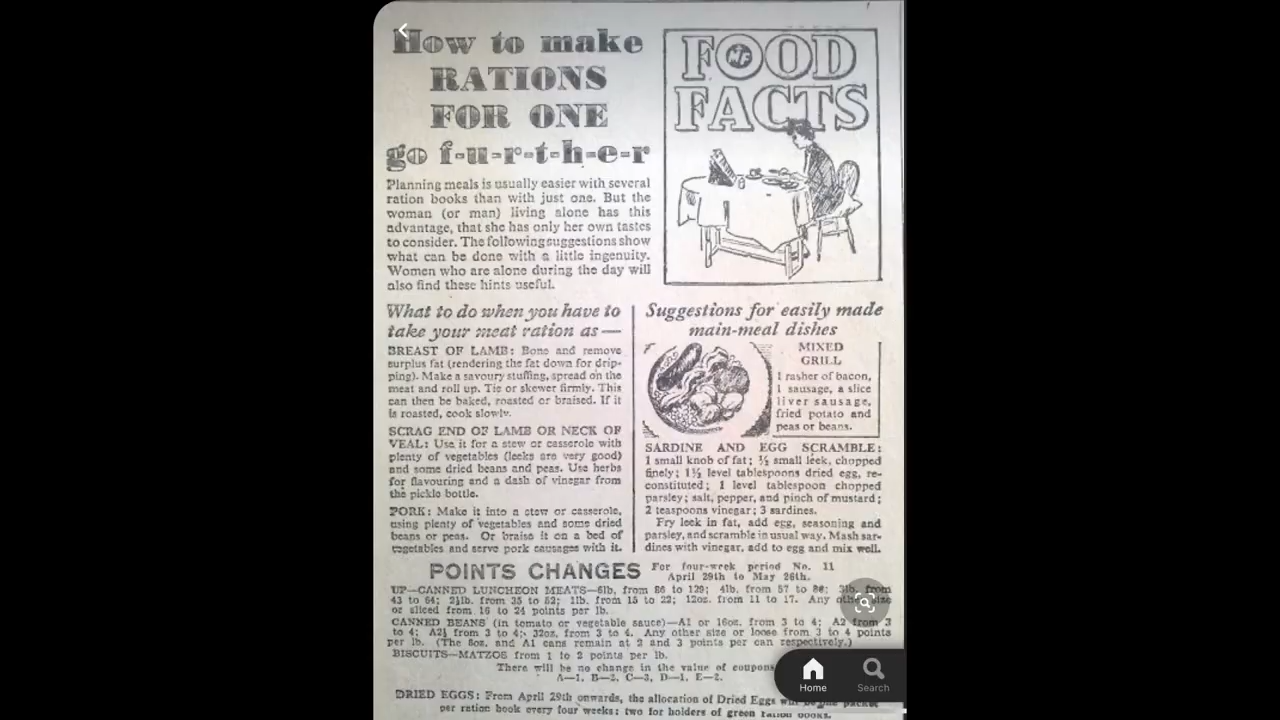 How to make
RATIONS
FOR ONE
go f-u-r-t-h-e-r
FOOD
MF
FACTS
Planning meals is usually easier with several
ration books than with just one. But the
woman (or man) living alone has this
advantage, that she has only her own tastes
to consider. The following suggestions show
what can be done with a little ingenuity.
Women who are alone during the day will
also find these hints useful.
What to do when you have to
take your meat ration as—
BREAST OF LAMB: Bone and remove
surplus fat (rendering the fat down for drip-
ping). Make a savoury stuffing, spread on the
meat and roll up. Tie or skewer firmly. This
can then be baked, roasted or braised. If it
is roasted, cook slowly.
SCRAG END OF LAMB OR NECK OF
VEAL: Use it for a stew or casserole with
plenty of vegetables (leeks are very good)
and some dried beans and peas. Use herbs
for flavouring and a dash of vinegar from
the pickle bottle.
PORK: Make it into a stew or casserole,
using plenty of vegetables and some dried
beans or peas. Or braise it on a bed of
vegetables and serve pork sausages with it.
Suggestions for easily made
main-meal dishes
MIXED
GRILL
1 rasher of bacon,
1 sausage, a slice
liver sausage,
fried potato and
peas or beans.
SARDINE AND EGG SCRAMBLE:
1 small knob of fat; ½ small leek, chopped
finely; 1½ level tablespoons dried egg, re-
constituted; 1 level tablespoon chopped
parsley; salt, pepper, and pinch of mustard;
2 teaspoons vinegar; 3 sardines.
Fry leek in fat, add egg, seasoning and
parsley, and scramble in usual way. Mash sar-
dines with vinegar, add to egg and mix well.
POINTS CHANGES
For four-week period No. 11
April 29th to May 26th.
UP—CANNED LUNCHEON MEATS—6lb. from 86 to 129; 4lb. from 57 to 86; 3lb. from
43 to 64; 2½lb. from 35 to 52; 1lb. from 15 to 22; 12oz. from 11 to 17. Any other size
or sliced from 16 to 24 points per lb.
CANNED BEANS (in tomato or vegetable sauce)—A1 or 16oz. from 3 to 4; A2 from 3
to 4; A2½ from 3 to 4; 32oz. from 3 to 4. Any other size or loose from 3 to 4 points
per lb. (The 8oz. and A1 cans remain at 2 and 3 points per can respectively.)
BISCUITS—MATZOS from 1 to 2 points per lb.
There will be no change in the value of coupons
A—1, B—2, C—3, D—1, E—2.
DRIED EGGS: From April 29th onwards, the allocation of Dried Eggs will be one packet
per ration book every four weeks: two for holders of green ration books.
Home
Search